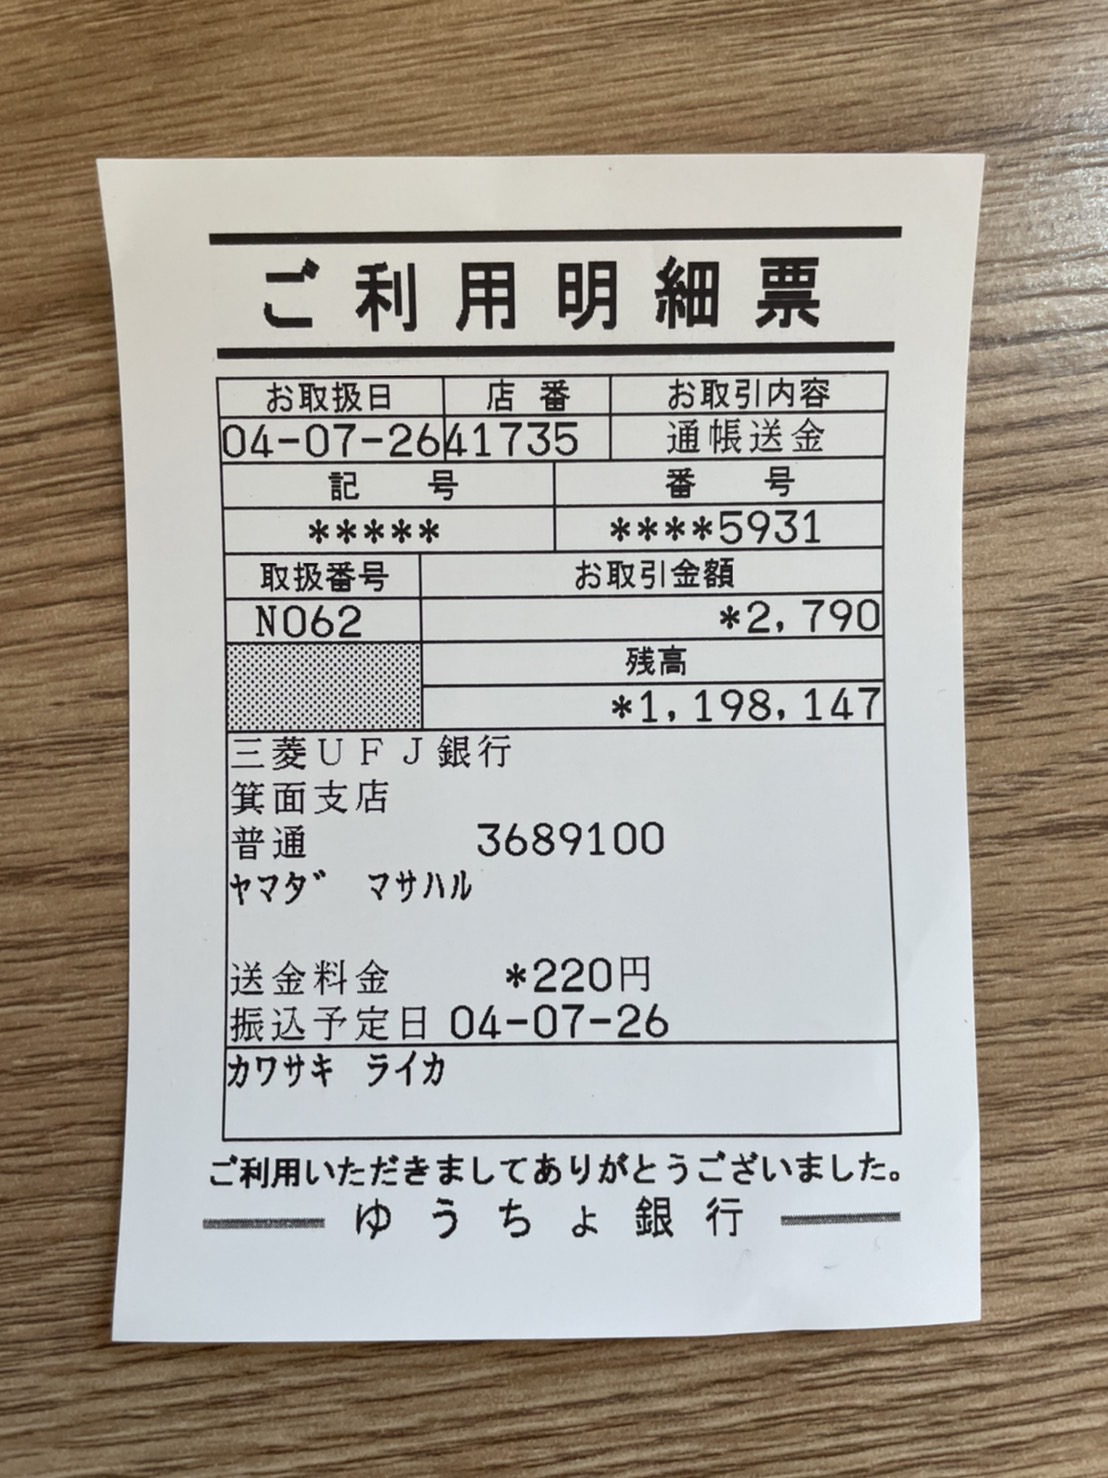 ご利用明細票
お取扱日 店番 お取引内容
04-07-26 41735 通帳送金
記号 番号
***** ****5931
取扱番号 お取引金額
N062 *2,790
残高
*1,198,147
三菱UFJ銀行
箕面支店
普通 3689100
ヤマダ マサハル
送金料金 *220円
振込予定日 04-07-26
カワサキ ライカ
ご利用いただきましてありがとうございました。
ゆうちょ銀行